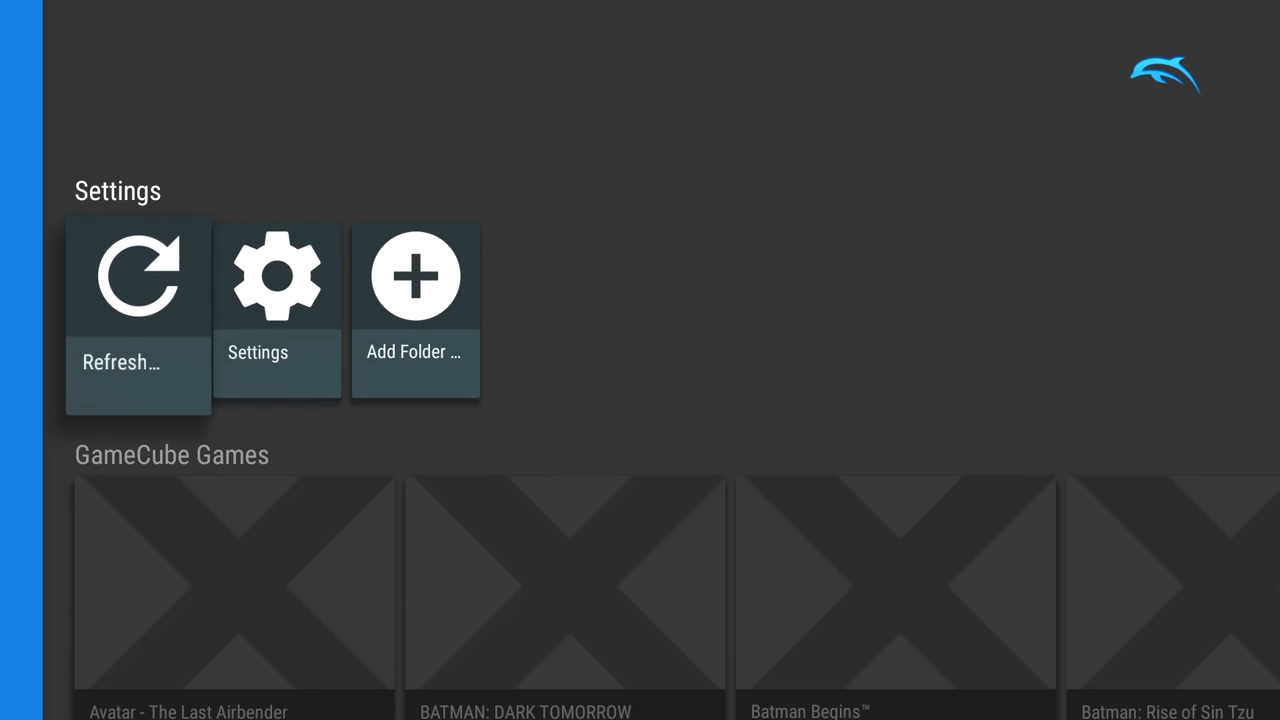 Settings
Refresh…
Settings
Add Folder …
GameCube Games
Avatar - The Last Airbender
BATMAN: DARK TOMORROW
Batman Begins™
Batman: Rise of Sin Tzu